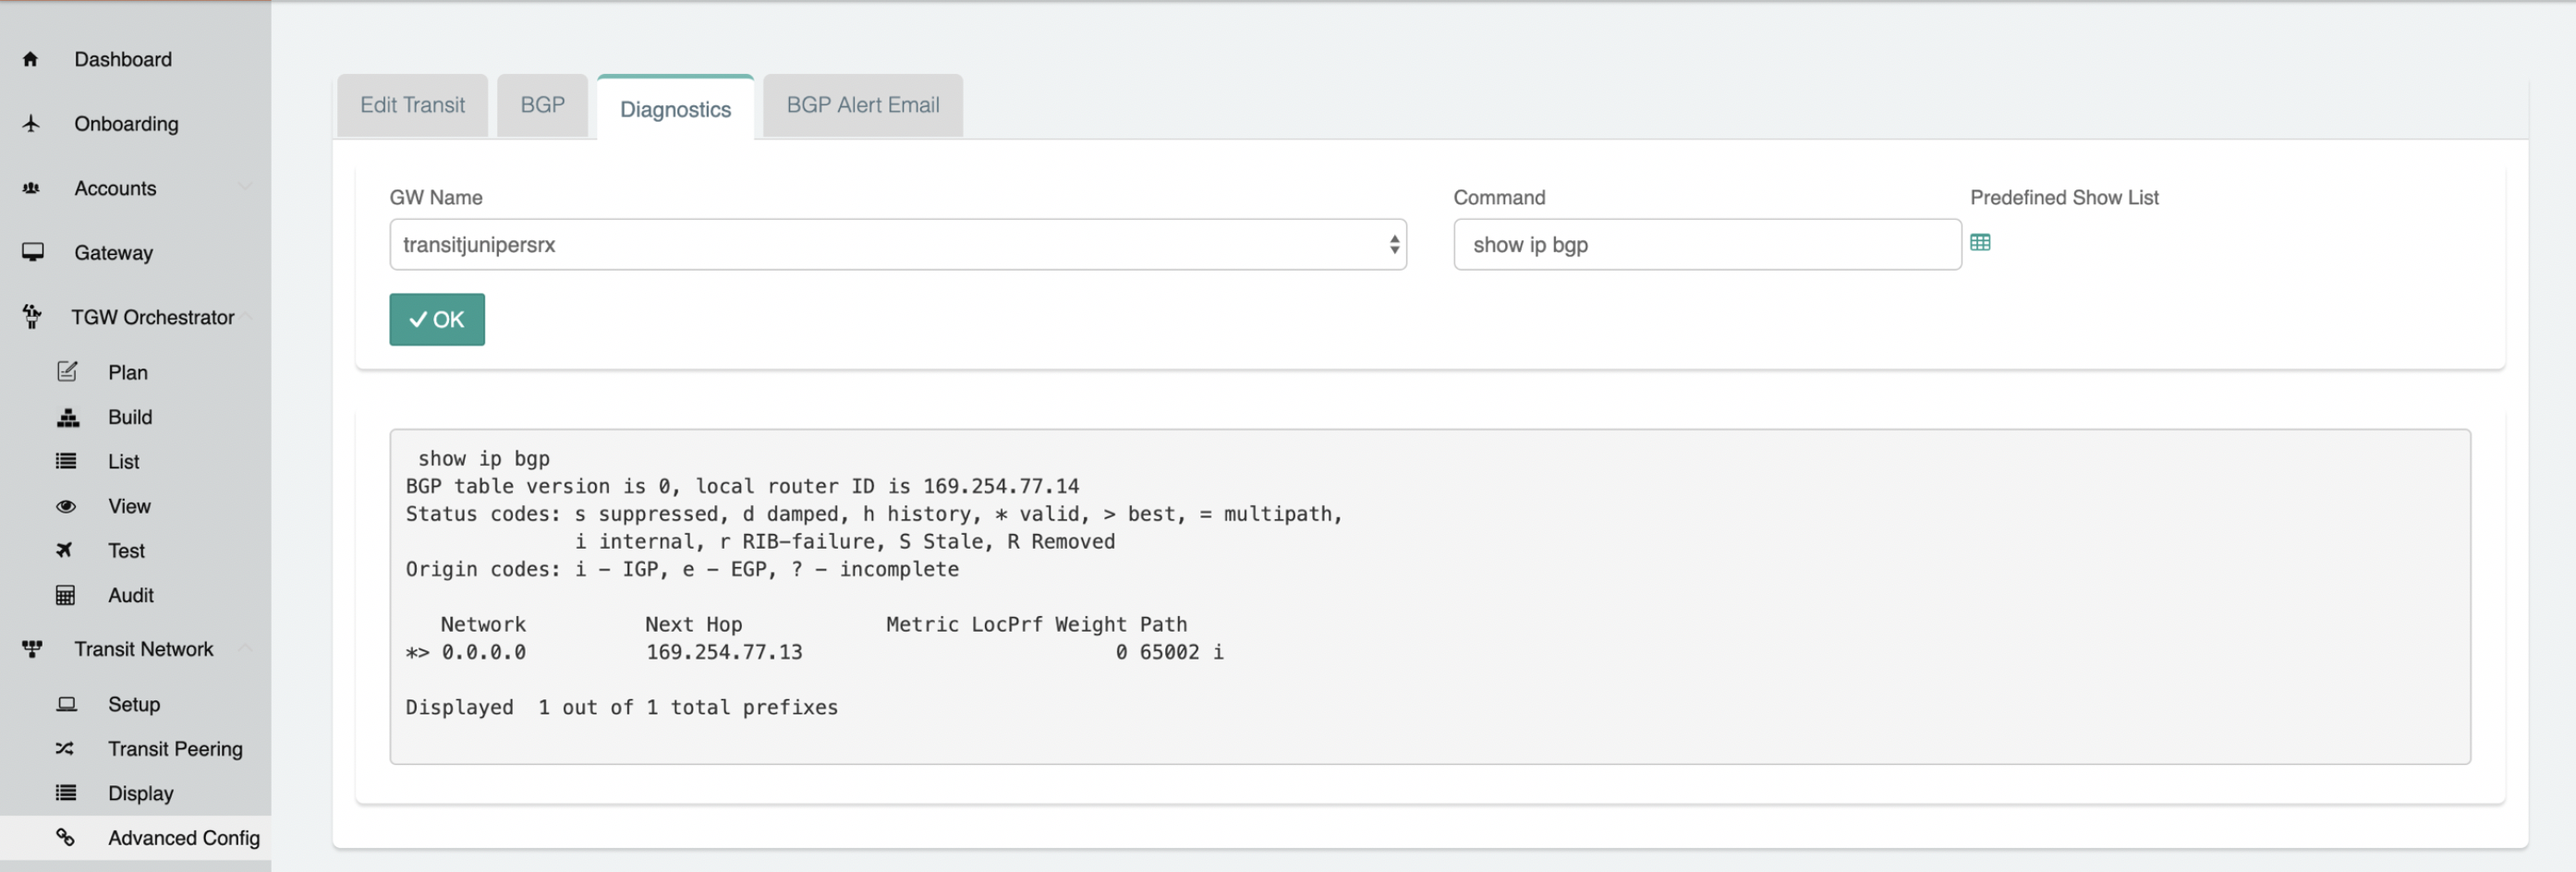 Dashboard
Onboarding
Accounts
Gateway
TGW Orchestrator
Plan
Build
List
View
Test
Audit
Transit Network
Setup
Transit Peering
Display
Advanced Config
Edit Transit
BGP
Diagnostics
BGP Alert Email
GW Name
transitjunipersrx
Command
show ip bgp
Predefined Show List
OK
show ip bgp
BGP table version is 0, local router ID is 169.254.77.14
Status codes: s suppressed, d damped, h history, * valid, > best, = multipath,
i internal, r RIB-failure, S Stale, R Removed
Origin codes: i - IGP, e - EGP, ? - incomplete
Network Next Hop Metric LocPrf Weight Path
*> 0.0.0.0 169.254.77.13 0 65002 i
Displayed 1 out of 1 total prefixes